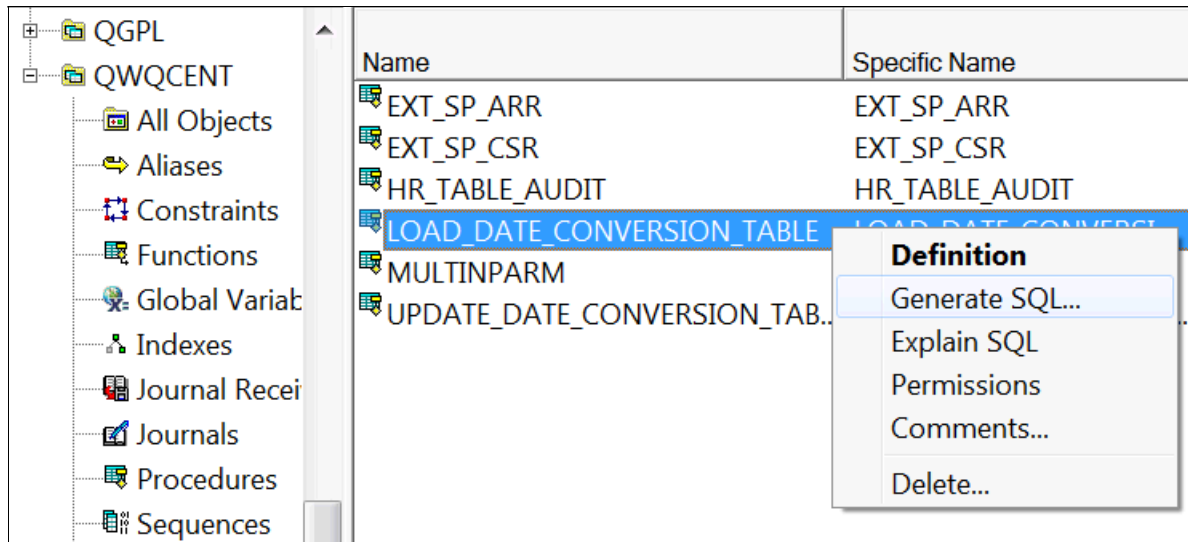 QGPL
QWQCENT
All Objects
Aliases
Constraints
Functions
Global Variab
Indexes
Journal Recei
Journals
Procedures
Sequences
Name Specific Name
EXT_SP_ARR EXT_SP_ARR
EXT_SP_CSR EXT_SP_CSR
HR_TABLE_AUDIT HR_TABLE_AUDIT
LOAD_DATE_CONVERSION_TABLE LOAD_DATE_CONVERSI...
MULTINPARM
UPDATE_DATE_CONVERSION_TAB...
Definition
Generate SQL...
Explain SQL
Permissions
Comments...
Delete...